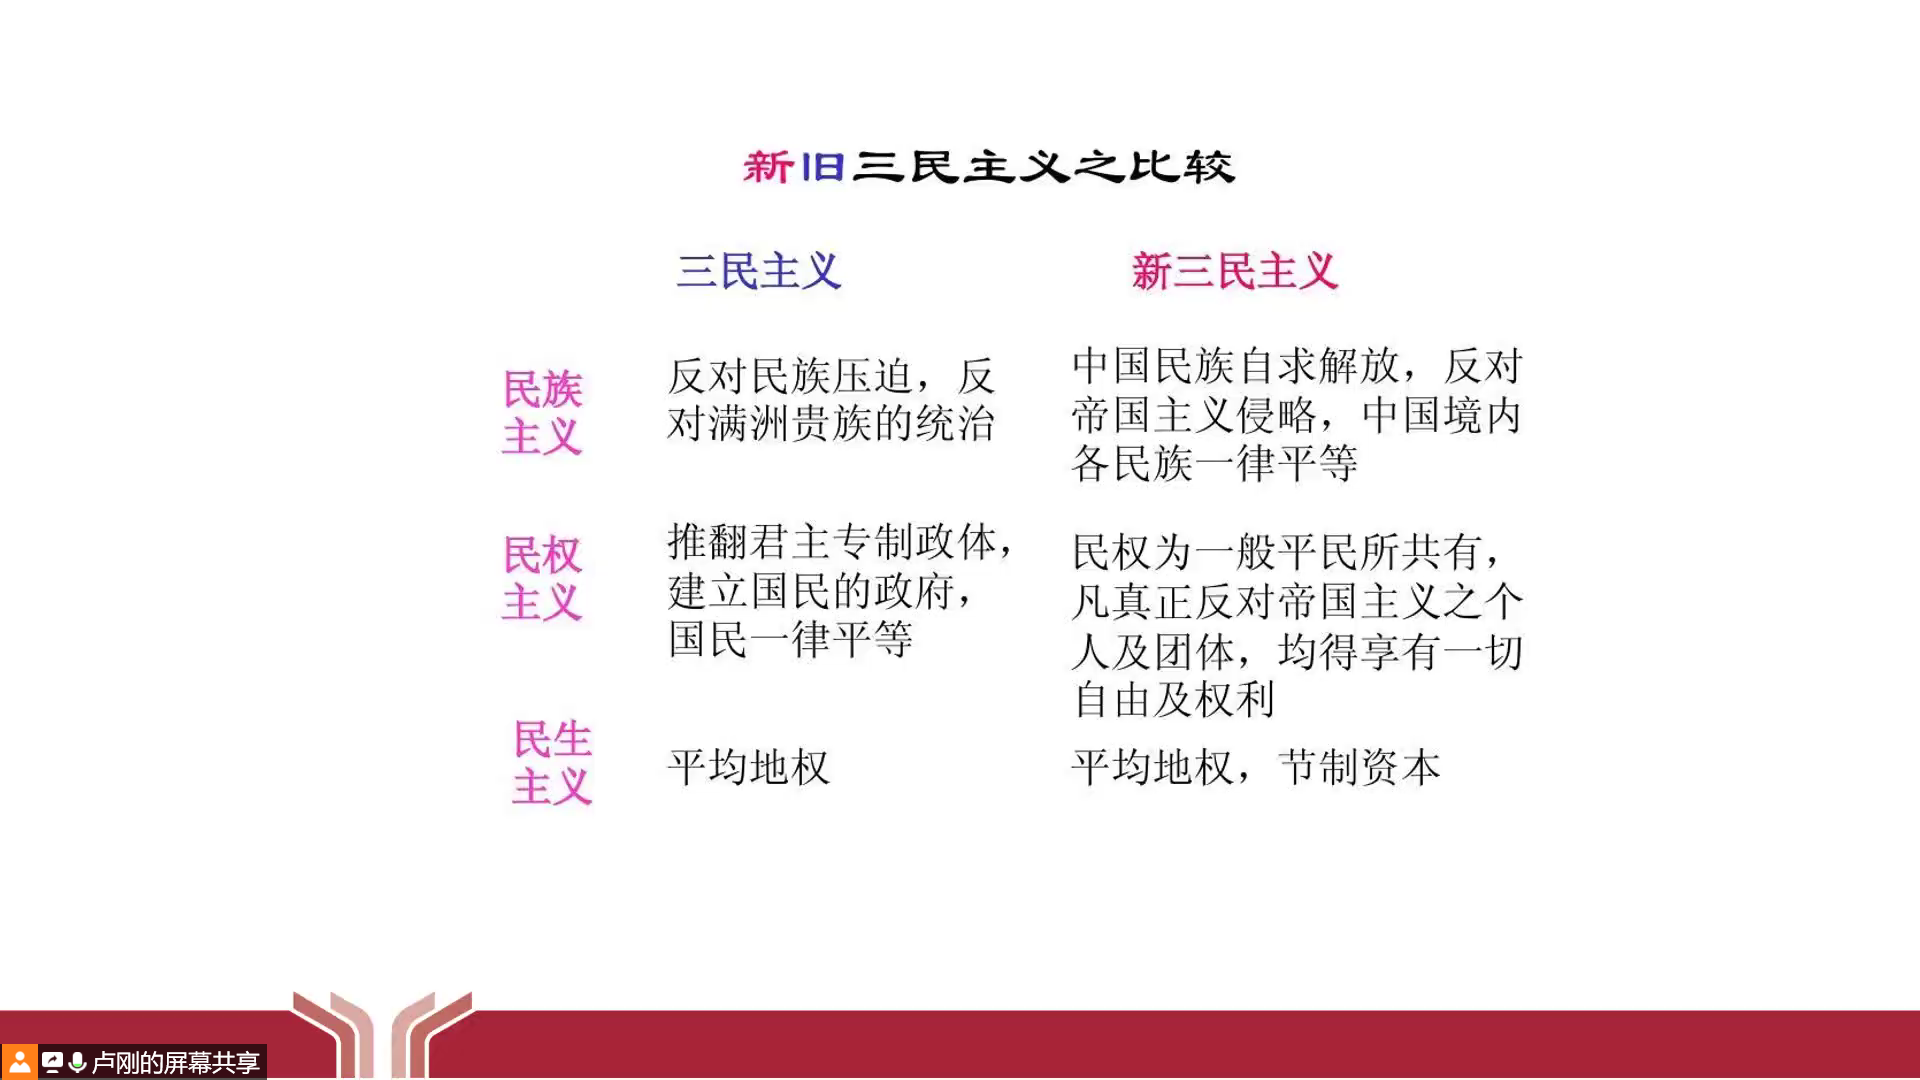 新旧三民主义之比较
三民主义
新三民主义
民族
主义
反对民族压迫，反
对满洲贵族的统治
中国民族自求解放，反对
帝国主义侵略，中国境内
各民族一律平等
民权
主义
推翻君主专制政体，
建立国民的政府，
国民一律平等
民权为一般平民所共有，
凡真正反对帝国主义之个
人及团体，均得享有一切
自由及权利
民生
主义
平均地权
平均地权，节制资本
卢刚的屏幕共享